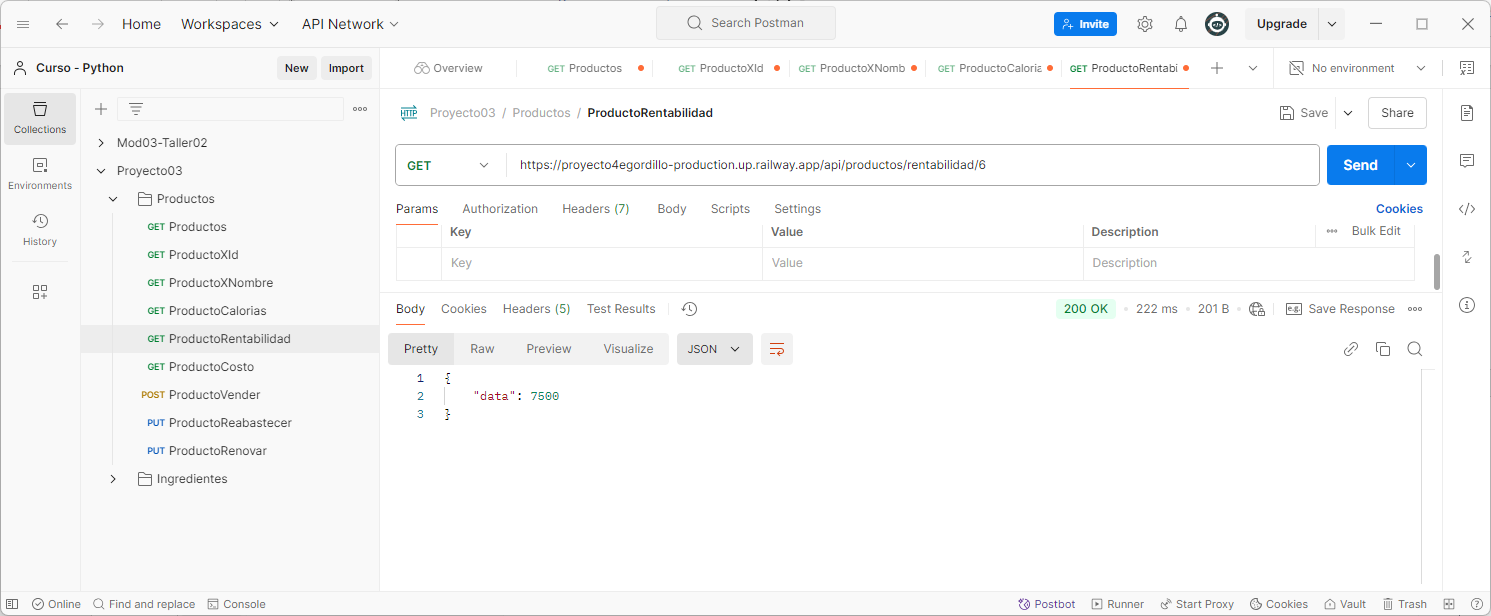 Home Workspaces API Network Search Postman Invite Upgrade
Curso - Python New Import Overview GET Productos GET ProductoXId GET ProductoXNomb GET ProductoCaloria GET ProductoRentabi No environment
Collections
Environments
History
Mod03-Taller02
Proyecto03
Productos
GET Productos
GET ProductoXId
GET ProductoXNombre
GET ProductoCalorias
GET ProductoRentabilidad
GET ProductoCosto
POST ProductoVender
PUT ProductoReabastecer
PUT ProductoRenovar
Ingredientes
HTTP Proyecto03 / Productos / ProductoRentabilidad Save Share
GET https://proyecto4egordillo-production.up.railway.app/api/productos/rentabilidad/6 Send
Params Authorization Headers (7) Body Scripts Settings Cookies
Key Value Description Bulk Edit
Key Value Description
Body Cookies Headers (5) Test Results 200 OK • 222 ms • 201 B • e.g. Save Response
Pretty Raw Preview Visualize JSON
1 {
2 "data": 7500
3 }
Online Find and replace Console Postbot Runner Start Proxy Cookies Vault Trash